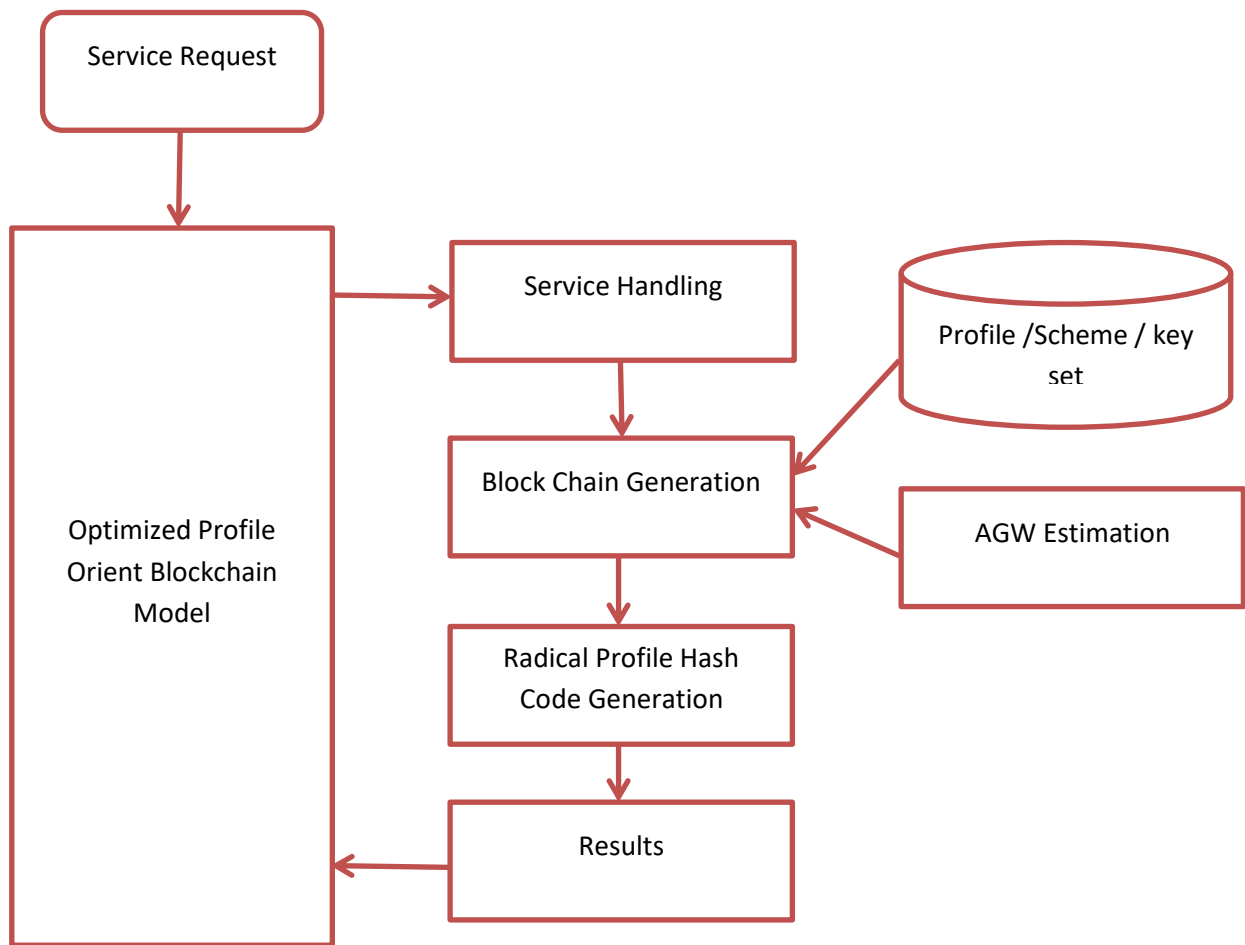 Service Request
Service Handling
Profile /Scheme / key
set
Block Chain Generation
AGW Estimation
Optimized Profile
Orient Blockchain
Model
Radical Profile Hash
Code Generation
Results